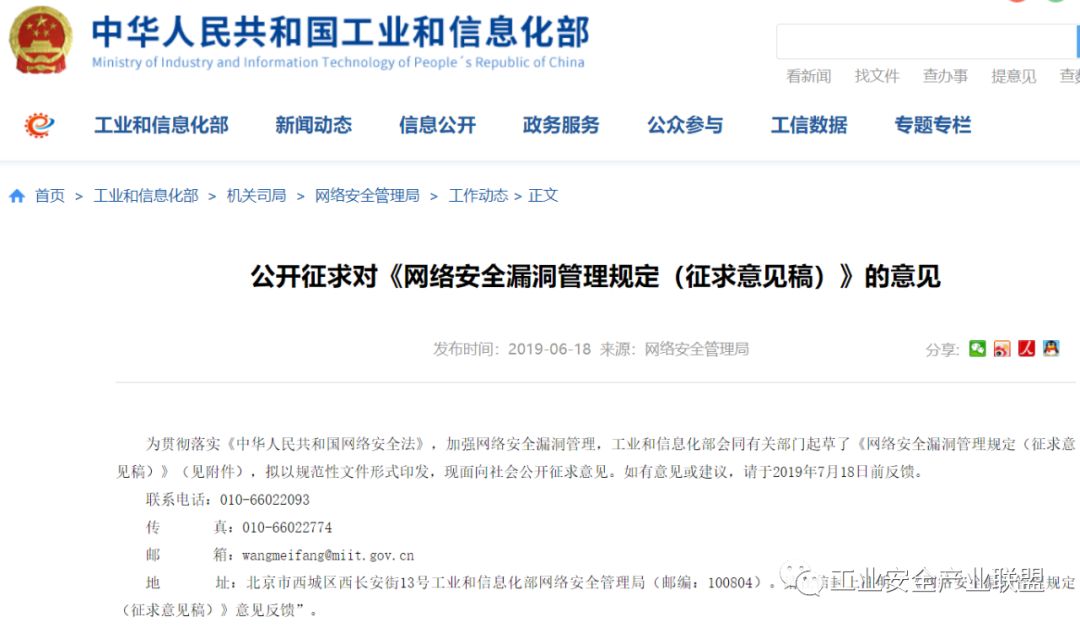 中华人民共和国工业和信息化部
Ministry of Industry and Information Technology of People´s Republic of China
看新闻 找文件 查办事 提意见
工业和信息化部 新闻动态 信息公开 政务服务 公众参与 工信数据 专题专栏
首页 > 工业和信息化部 > 机关司局 > 网络安全管理局 > 工作动态 > 正文
公开征求对《网络安全漏洞管理规定（征求意见稿）》的意见
发布时间：2019-06-18 来源：网络安全管理局 分享:
为贯彻落实《中华人民共和国网络安全法》，加强网络安全漏洞管理，工业和信息化部会同有关部门起草了《网络安全漏洞管理规定（征求意
见稿）》（见附件），拟以规范性文件形式印发，现面向社会公开征求意见。如有意见或建议，请于2019年7月18日前反馈。
联系电话：010-66022093
传 真：010-66022774
邮 箱：wangmeifang@miit.gov.cn
地 址：北京市西城区西长安街13号工业和信息化部网络安全管理局（邮编：100804）。
工业安全产业联盟
规定
（征求意见稿）》意见反馈”。